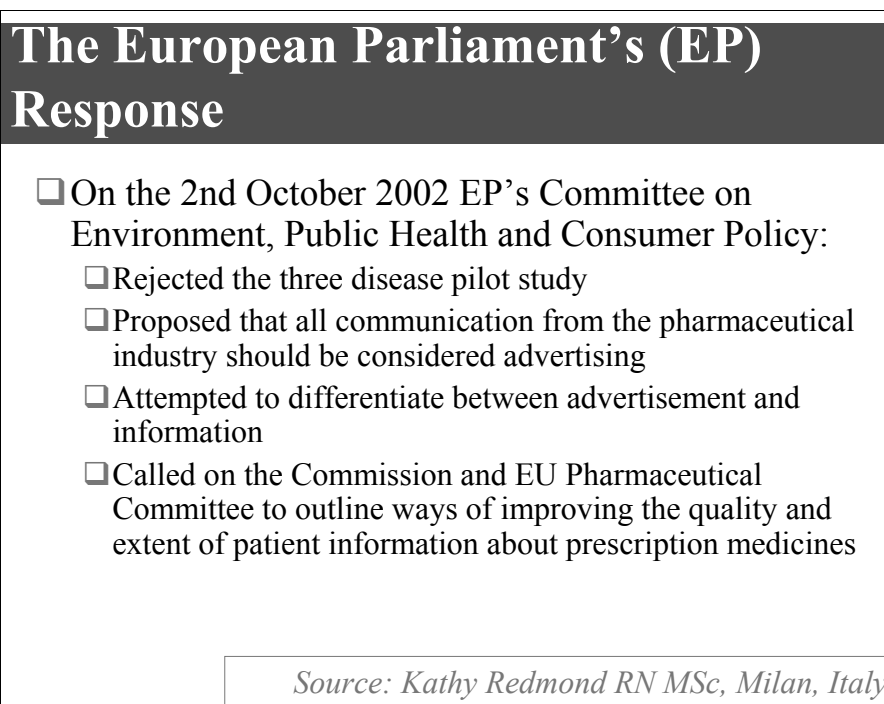 The European Parliament’s (EP)
Response
❑On the 2nd October 2002 EP’s Committee on
Environment, Public Health and Consumer Policy:
❑Rejected the three disease pilot study
❑Proposed that all communication from the pharmaceutical
industry should be considered advertising
❑Attempted to differentiate between advertisement and
information
❑Called on the Commission and EU Pharmaceutical
Committee to outline ways of improving the quality and
extent of patient information about prescription medicines
Source: Kathy Redmond RN MSc, Milan, Italy